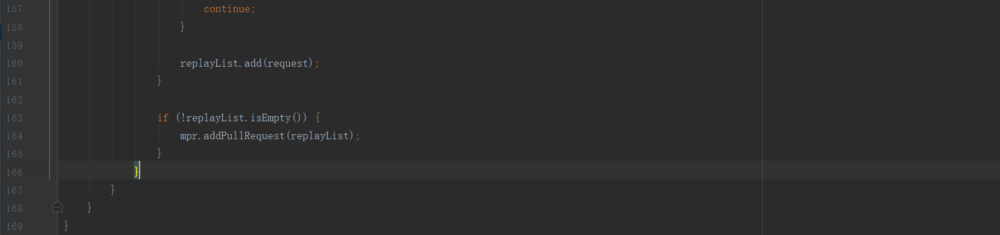 157 continue;
158 }
159
160 replayList.add(request);
161 }
162
163 if (!replayList.isEmpty()) {
164 mpr.addPullRequest(replayList);
165 }
166 }
167 }
168 }
169 }